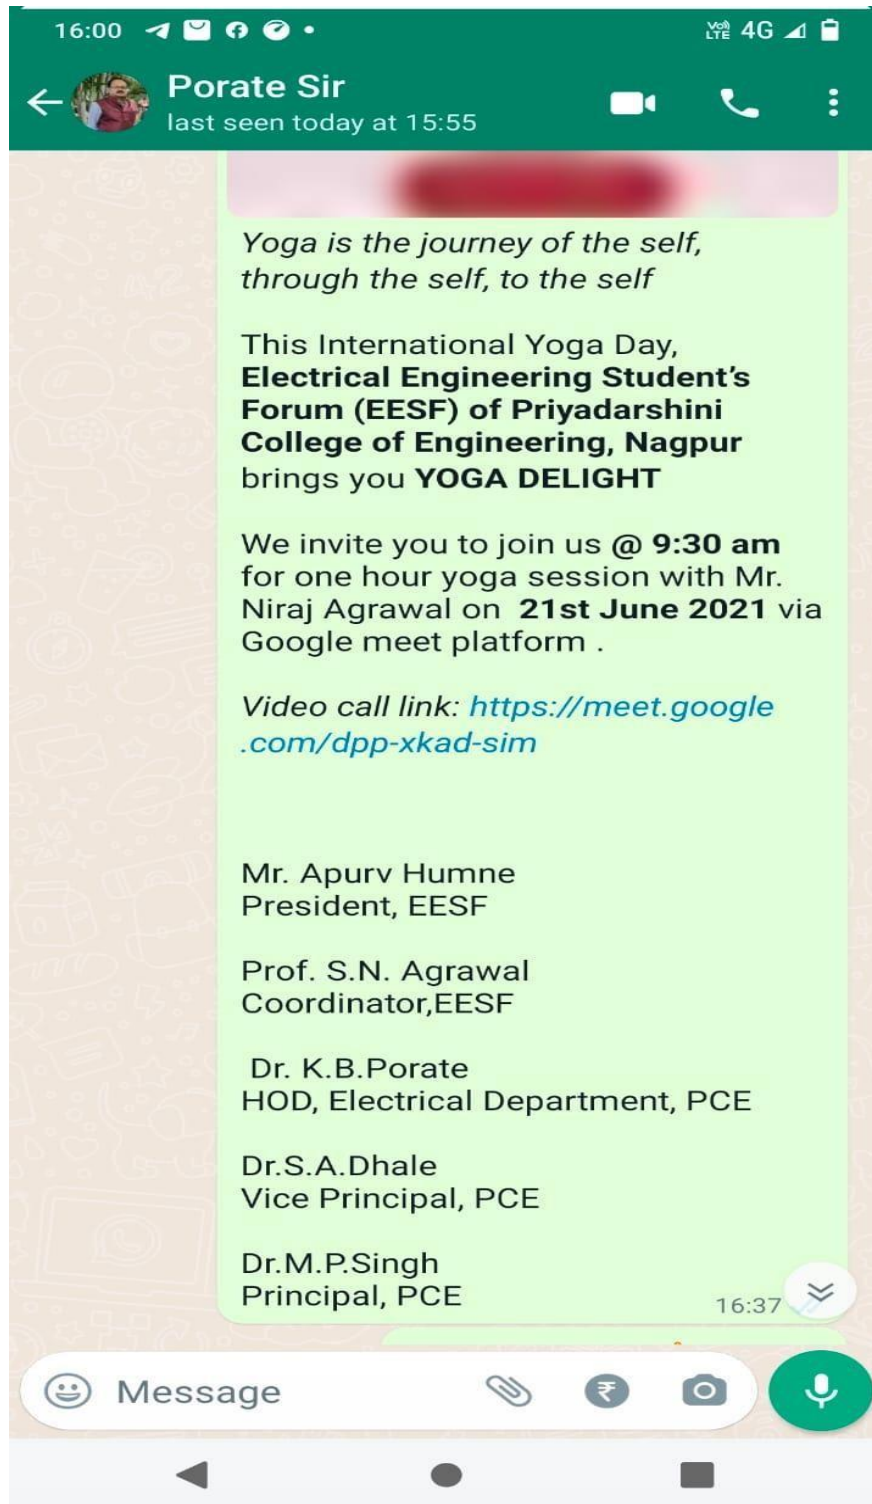 16:00
VoD LTE 4G
Porate Sir
last seen today at 15:55
Yoga is the journey of the self,
through the self, to the self
This International Yoga Day,
Electrical Engineering Student's
Forum (EESF) of Priyadarshini
College of Engineering, Nagpur
brings you YOGA DELIGHT
We invite you to join us @ 9:30 am
for one hour yoga session with Mr.
Niraj Agrawal on 21st June 2021 via
Google meet platform .
Video call link: https://meet.google
.com/dpp-xkad-sim
Mr. Apurv Humne
President, EESF
Prof. S.N. Agrawal
Coordinator,EESF
Dr. K.B.Porate
HOD, Electrical Department, PCE
Dr.S.A.Dhale
Vice Principal, PCE
Dr.M.P.Singh
Principal, PCE
16:37
Message